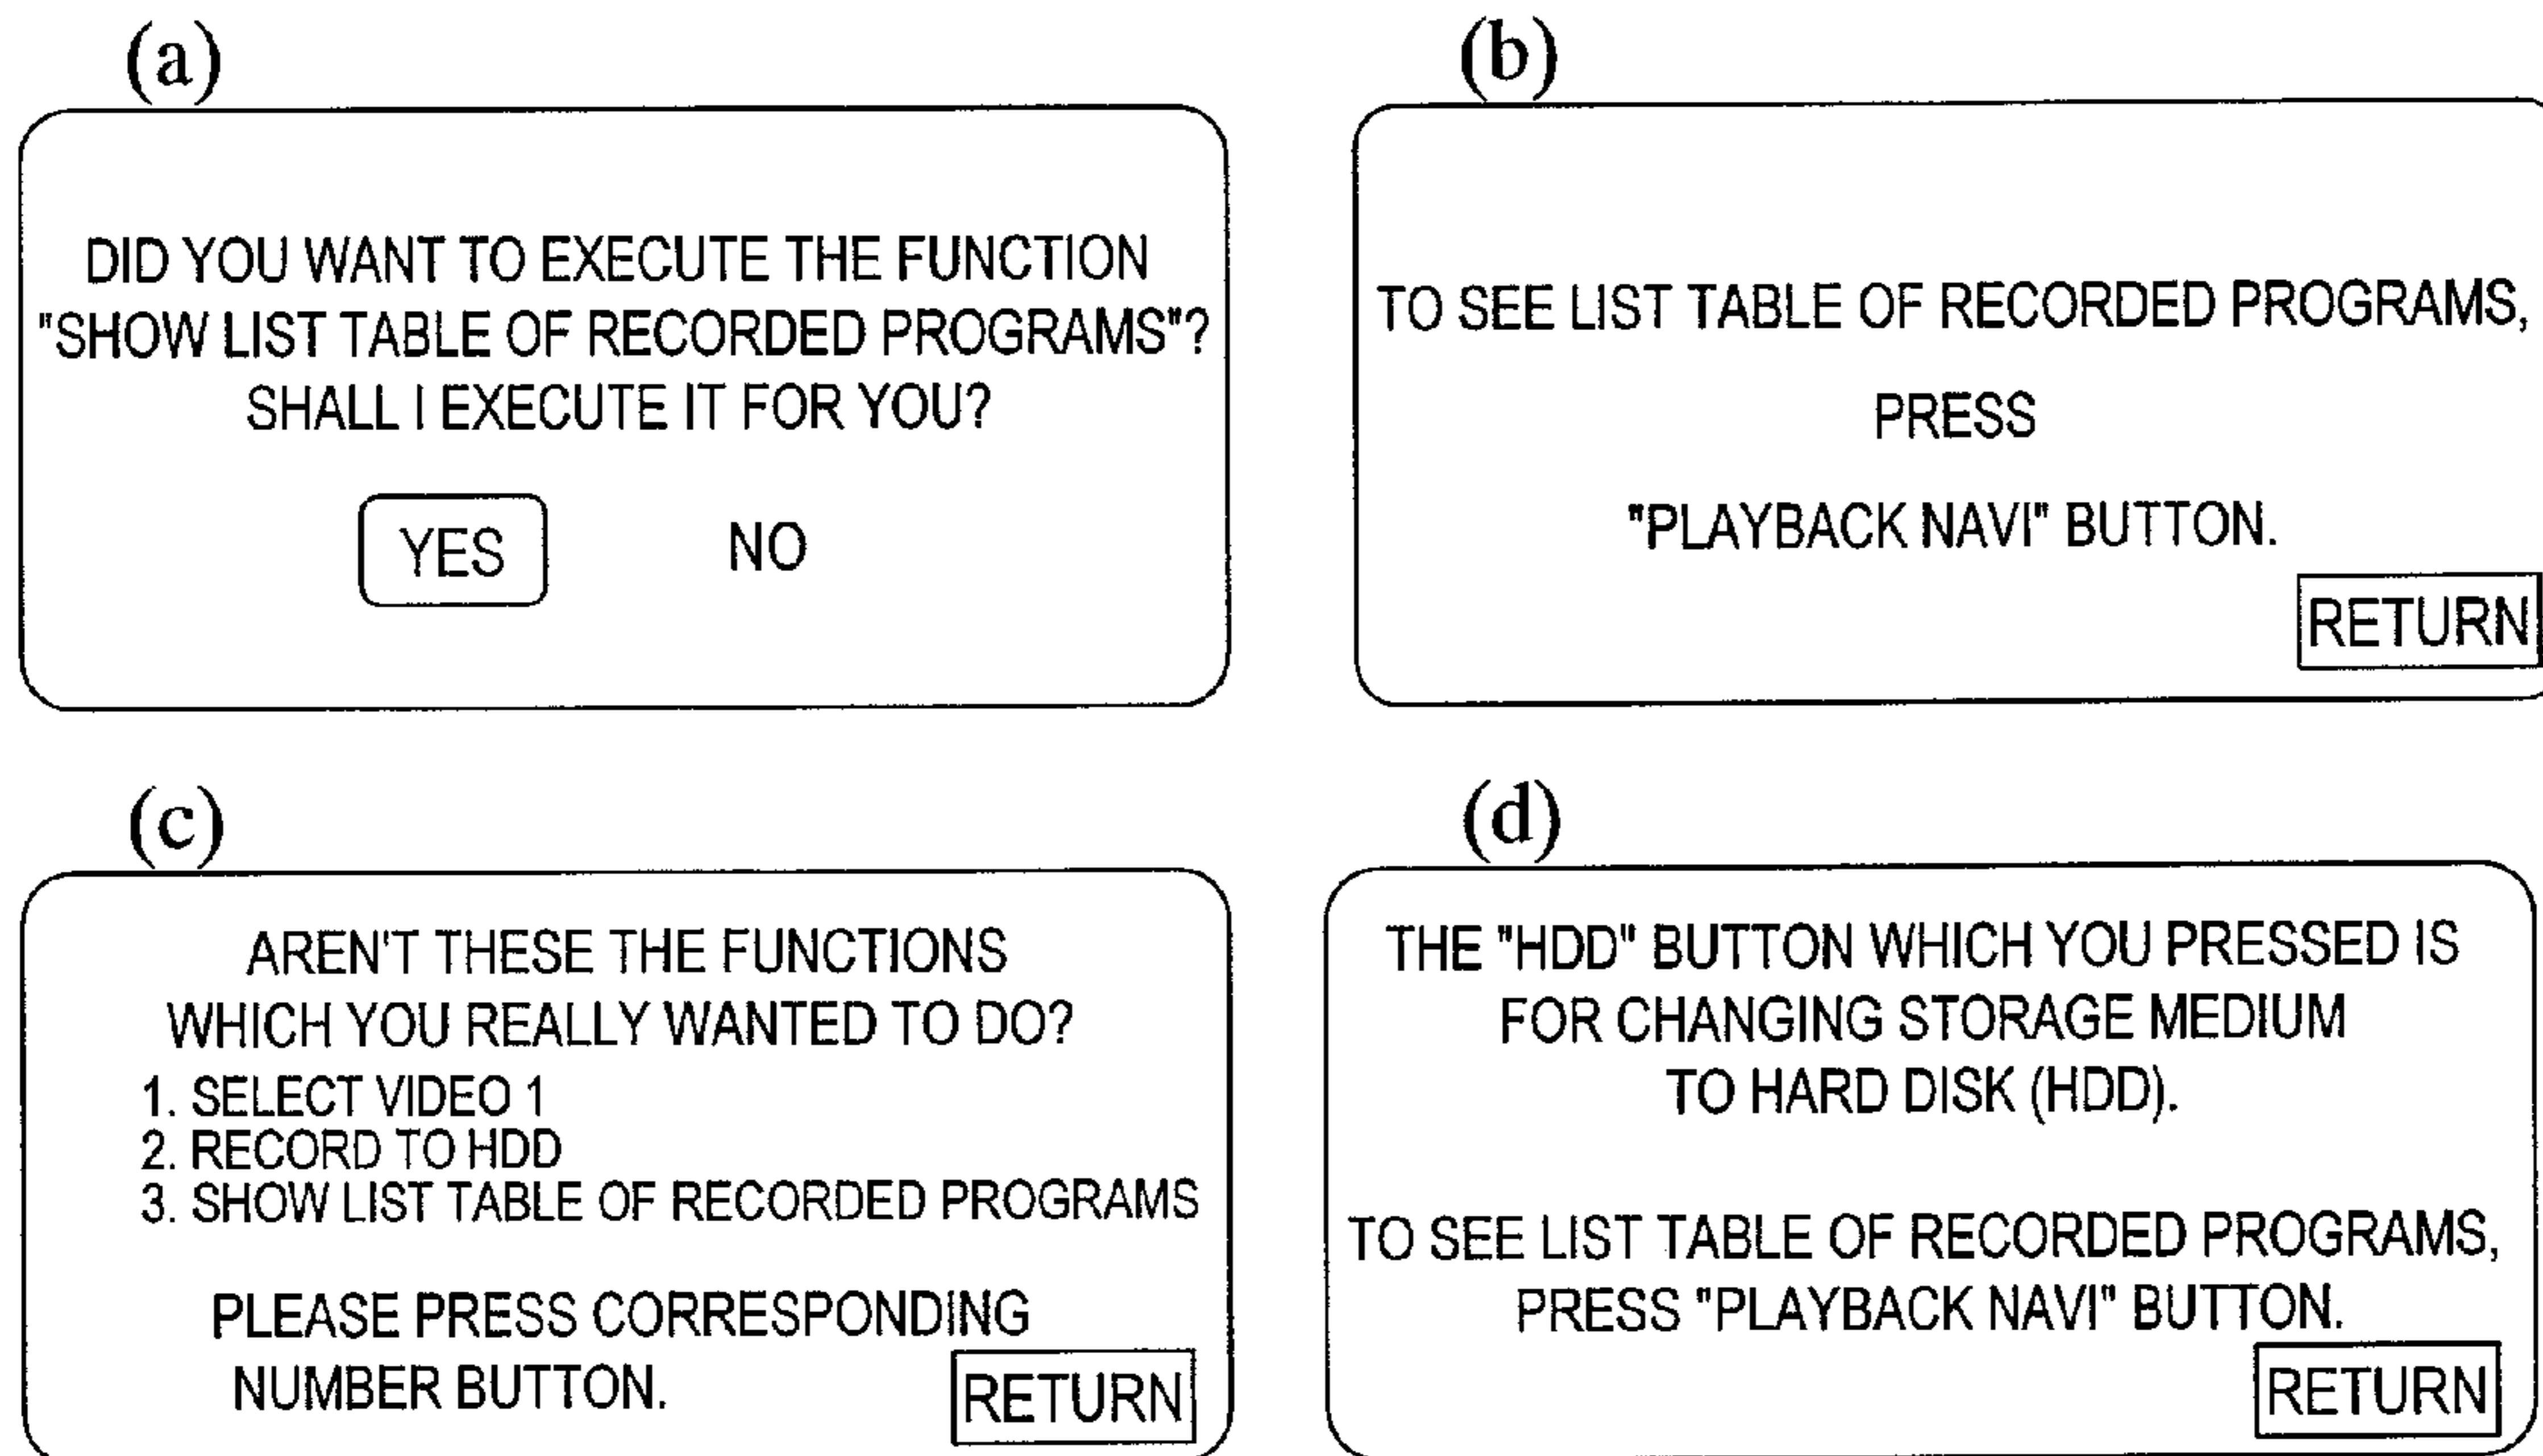 (a)
DID YOU WANT TO EXECUTE THE FUNCTION
"SHOW LIST TABLE OF RECORDED PROGRAMS"?
SHALL I EXECUTE IT FOR YOU?
YES NO
(b)
TO SEE LIST TABLE OF RECORDED PROGRAMS,
PRESS
"PLAYBACK NAVI" BUTTON.
RETURN
(c)
AREN'T THESE THE FUNCTIONS
WHICH YOU REALLY WANTED TO DO?
1. SELECT VIDEO 1
2. RECORD TO HDD
3. SHOW LIST TABLE OF RECORDED PROGRAMS
PLEASE PRESS CORRESPONDING
NUMBER BUTTON.
RETURN
(d)
THE "HDD" BUTTON WHICH YOU PRESSED IS
FOR CHANGING STORAGE MEDIUM
TO HARD DISK (HDD).
TO SEE LIST TABLE OF RECORDED PROGRAMS,
PRESS "PLAYBACK NAVI" BUTTON.
RETURN